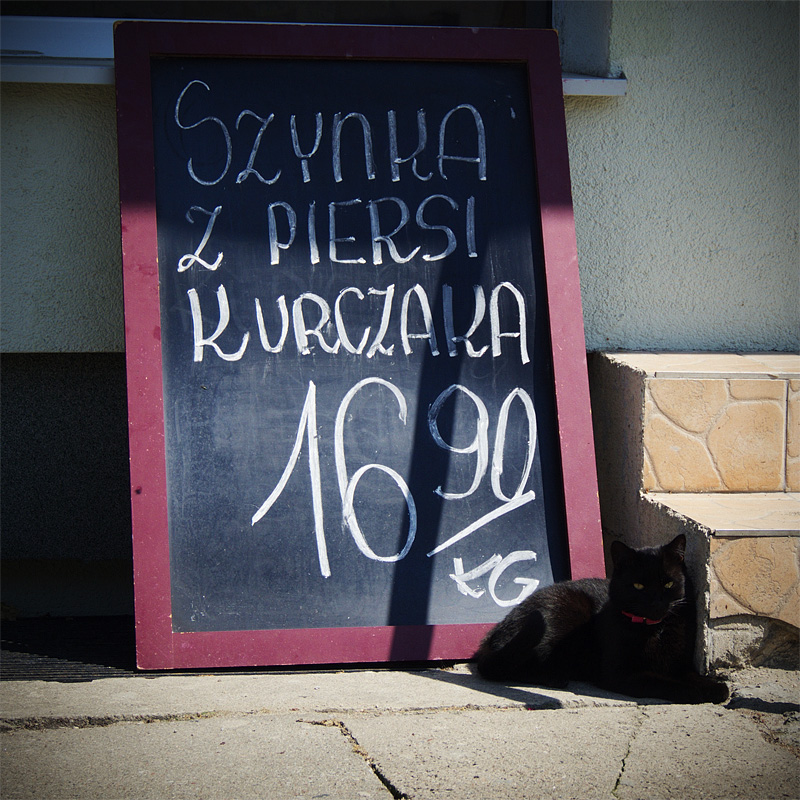 SZYNKA
Z PIERSI
KURCZAKA
16 90
KG